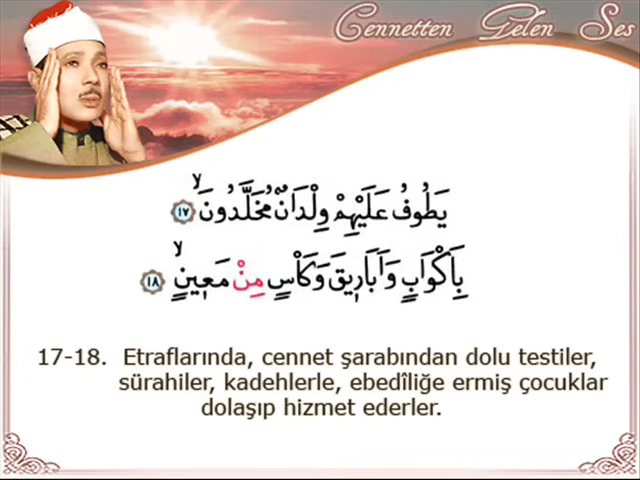 Cennetten Gelen Ses
يَطُوفُ عَلَيْهِمْ وِلْدَانٌ مُخَلَّدُونَۙ ١٧
بِاَكْوَابٍ وَاَبَار۪يقَ وَكَاْسٍ مِنْ مَع۪ينٍۙ ١٨
17-18. Etraflarında, cennet şarabından dolu testiler,
sürahiler, kadehlerle, ebedîliğe ermiş çocuklar
dolaşıp hizmet ederler.